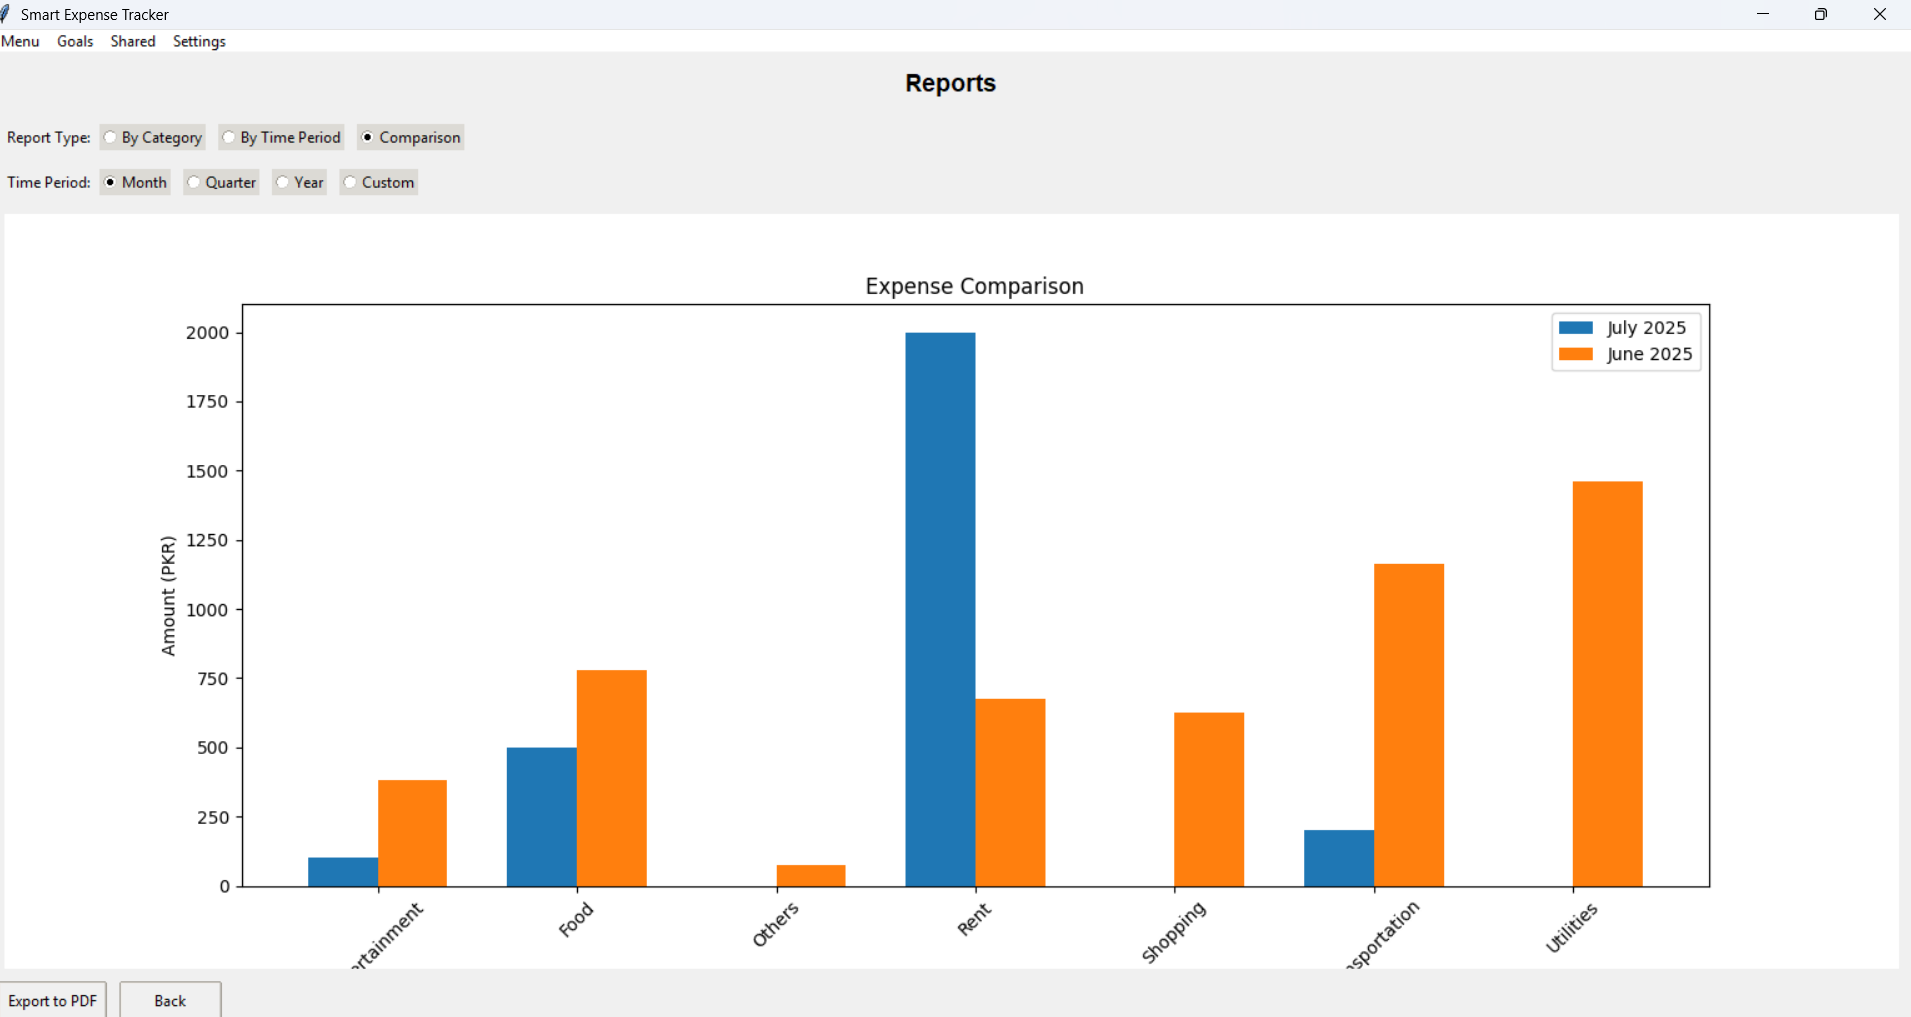 Smart Expense Tracker
Menu Goals Shared Settings
Reports
Report Type: By Category By Time Period Comparison
Time Period: Month Quarter Year Custom
Expense Comparison
July 2025
June 2025
Amount (PKR)
2000
1750
1500
1250
1000
750
500
250
0
ertainment Food Others Rent Shopping sportation Utilities
Export to PDF Back